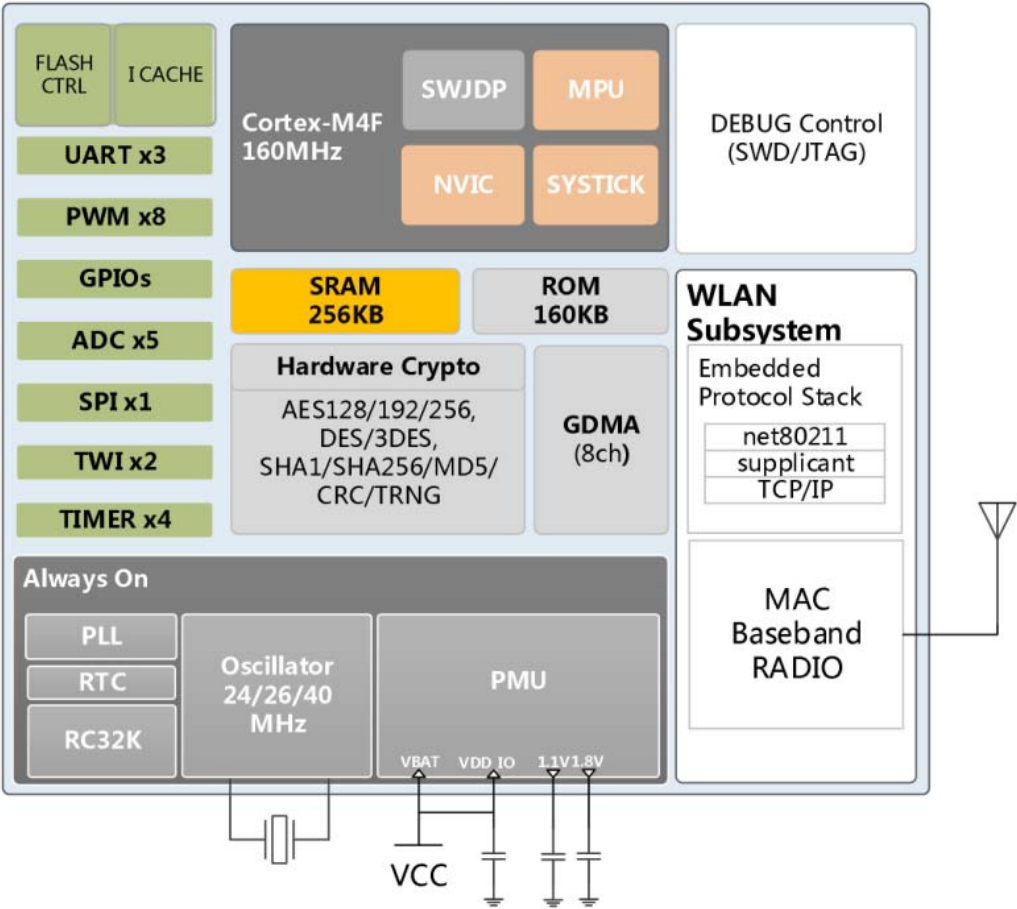 FLASH
CTRL
I CACHE
UART x3
PWM x8
GPIOs
ADC x5
SPI x1
TWI x2
TIMER x4
Cortex-M4F
160MHz
SWJDP
MPU
NVIC
SYSTICK
DEBUG Control
(SWD/JTAG)
SRAM
256KB
ROM
160KB
Hardware Crypto
AES128/192/256,
DES/3DES,
SHA1/SHA256/MD5/
CRC/TRNG
GDMA
(8ch)
WLAN
Subsystem
Embedded
Protocol Stack
net80211
supplicant
TCP/IP
MAC
Baseband
RADIO
Always On
PLL
RTC
RC32K
Oscillator
24/26/40
MHz
PMU
VBAT
VDD IO
1.1V
1.8V
VCC